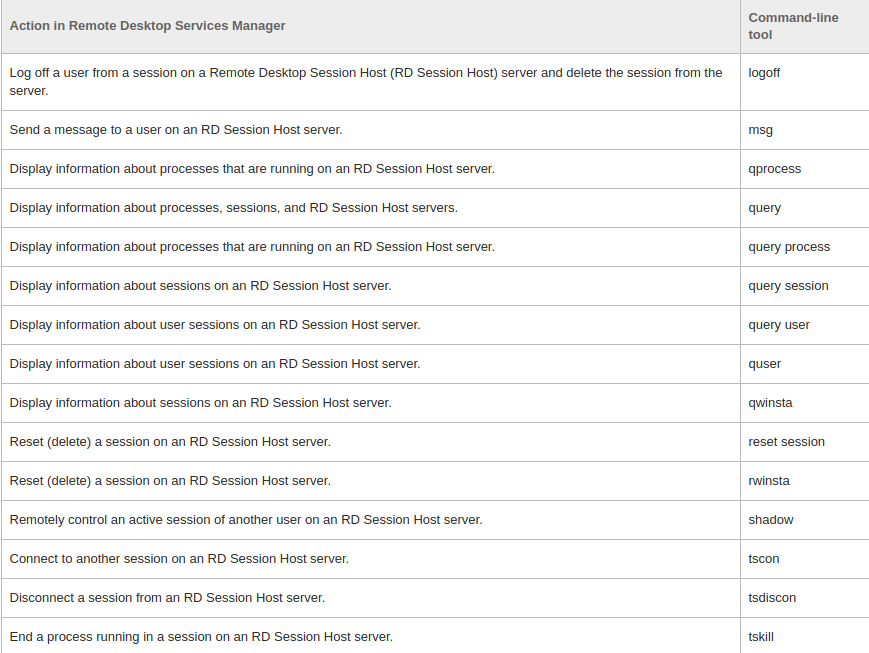 Action in Remote Desktop Services Manager
Command-line
tool
Log off a user from a session on a Remote Desktop Session Host (RD Session Host) server and delete the session from the
server.
logoff
Send a message to a user on an RD Session Host server.
msg
Display information about processes that are running on an RD Session Host server.
qprocess
Display information about processes, sessions, and RD Session Host servers.
query
Display information about processes that are running on an RD Session Host server.
query process
Display information about sessions on an RD Session Host server.
query session
Display information about user sessions on an RD Session Host server.
query user
Display information about user sessions on an RD Session Host server.
quser
Display information about sessions on an RD Session Host server.
qwinsta
Reset (delete) a session on an RD Session Host server.
reset session
Reset (delete) a session on an RD Session Host server.
rwinsta
Remotely control an active session of another user on an RD Session Host server.
shadow
Connect to another session on an RD Session Host server.
tscon
Disconnect a session from an RD Session Host server.
tsdiscon
End a process running in a session on an RD Session Host server.
tskill